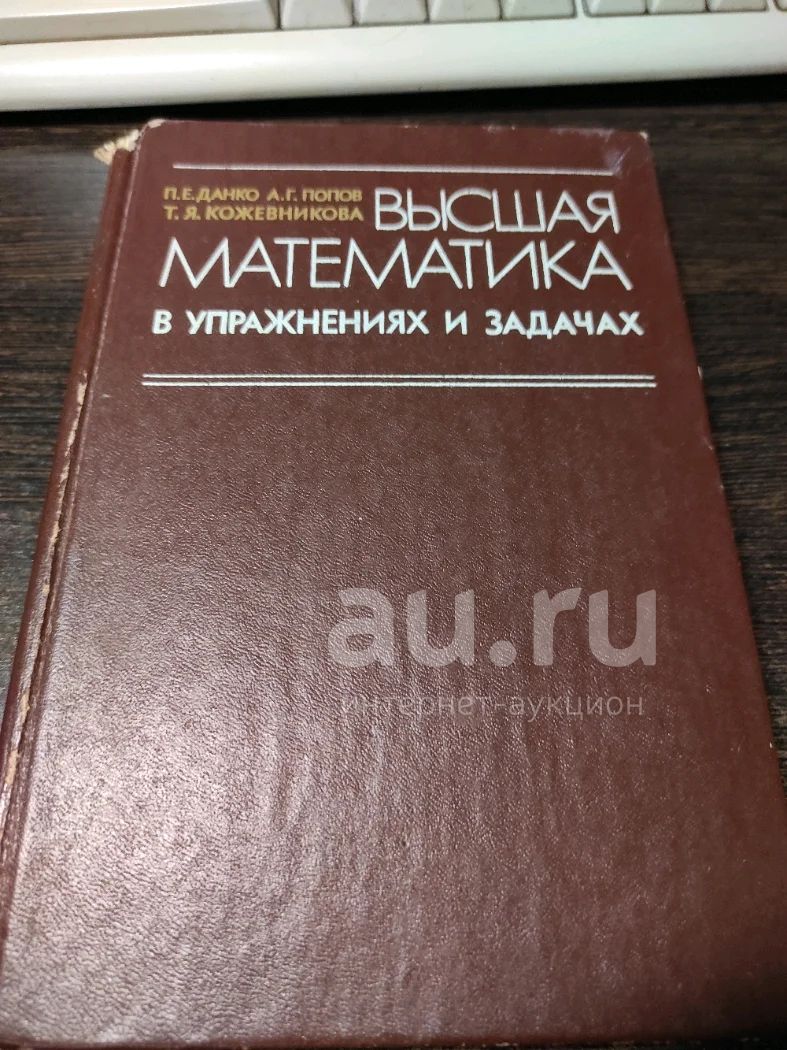 П.Е.ДАНКО А.Г.ПОПОВ
Т.Я.КОЖЕВНИКОВА ВЫСШАЯ
МАТЕМАТИКА
В УПРАЖНЕНИЯХ И ЗАДАЧАХ
au.ru
интернет-аукцион